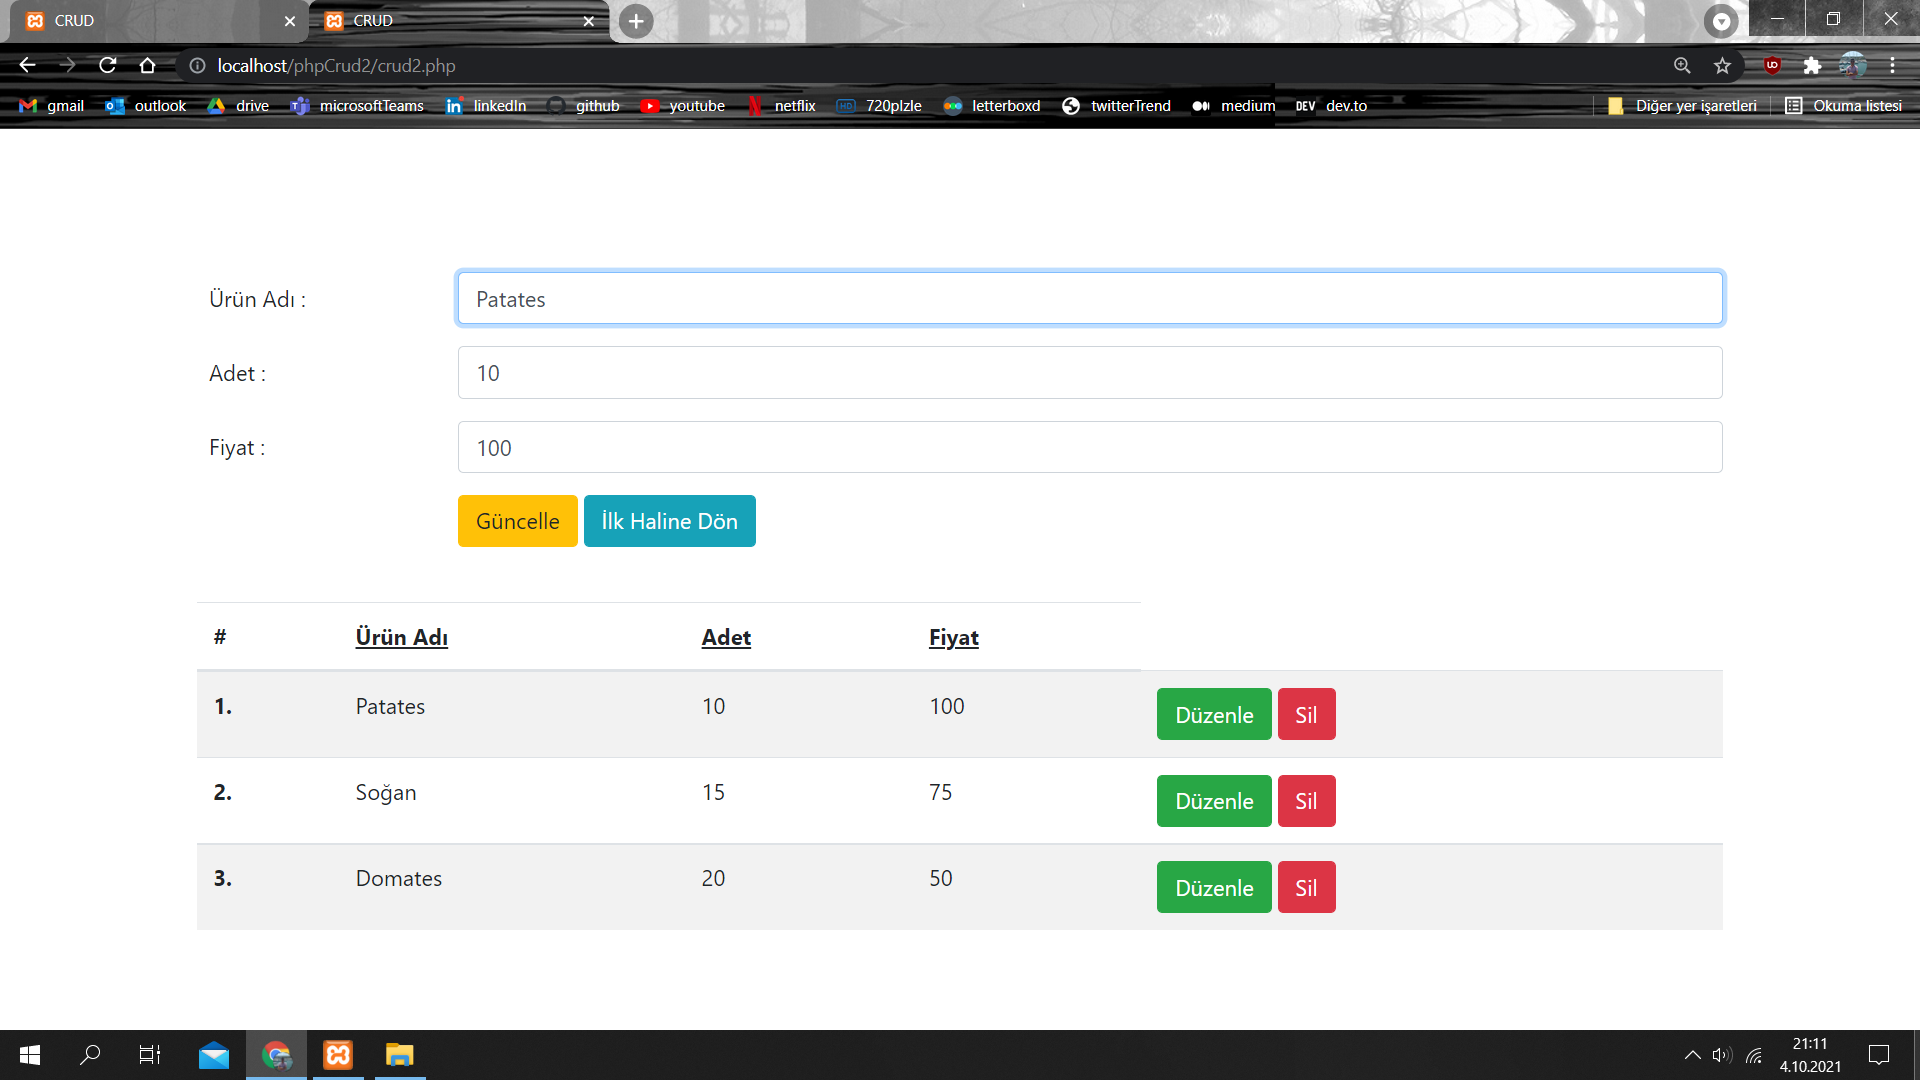 CRUD
CRUD
localhost/phpCrud2/crud2.php
gmail outlook drive microsoftTeams linkedIn github youtube netflix HD 720pIzle letterboxd twitterTrend medium DEV dev.to Diğer yer işaretleri Okuma listesi
Ürün Adı : Patates
Adet : 10
Fiyat : 100
Güncelle İlk Haline Dön
# Ürün Adı Adet Fiyat
1. Patates 10 100 Düzenle Sil
2. Soğan 15 75 Düzenle Sil
3. Domates 20 50 Düzenle Sil
21:11
4.10.2021